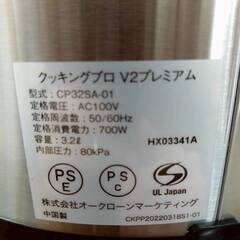 クッキングプロ V2プレミアム
型式：CP32SA-01
定格電圧：AC100V
定格周波数：50/60Hz
定格消費電力：700W
容量：3.2ℓ
内部圧力：80kPa
HX03341A
PS
E
PS
C
UL Japan
株式会社オークローンマーケティング
中国製
CKPP20220318S1-01